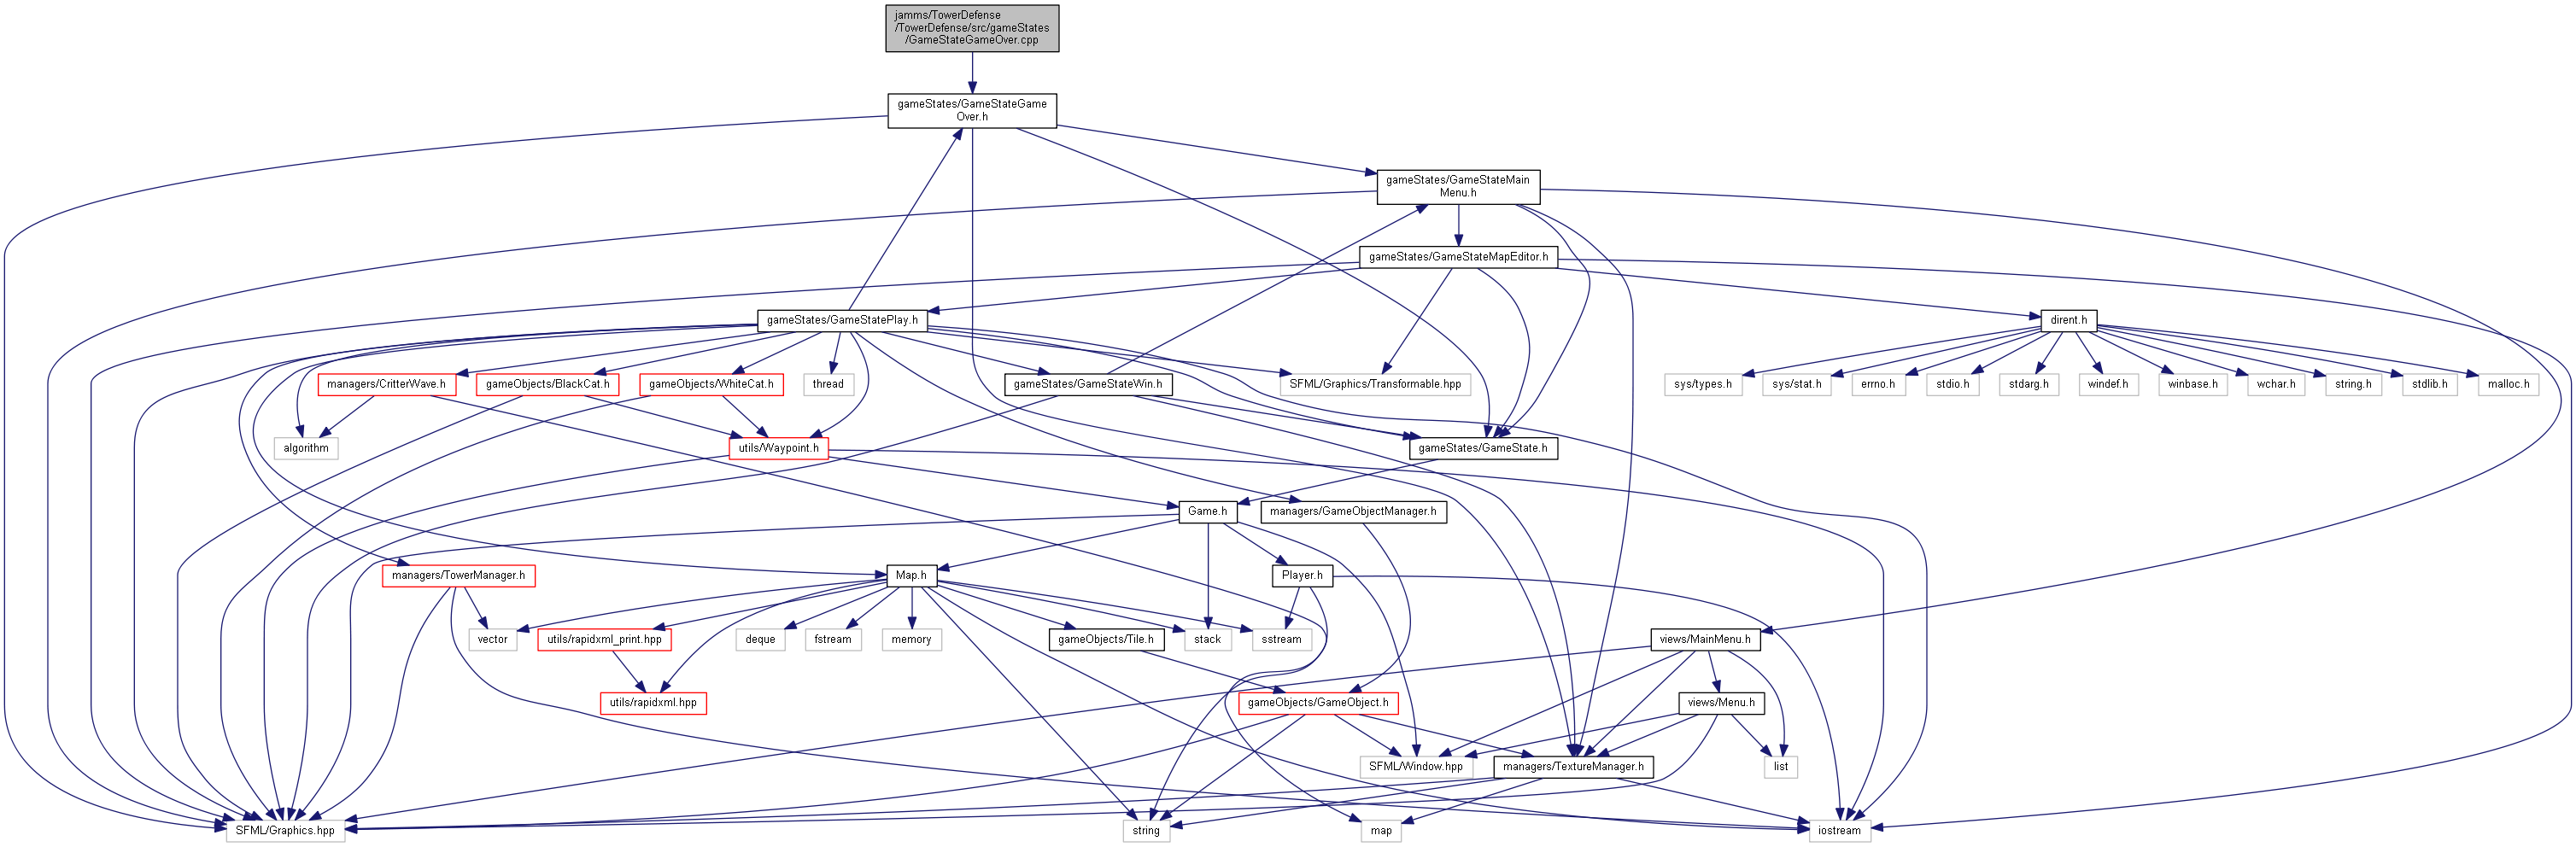 jamms/TowerDefense
/TowerDefense/src/gameStates
/GameStateGameOver.cpp
gameStates/GameStateGame
Over.h
gameStates/GameStateMain
Menu.h
gameStates/GameStateMapEditor.h
gameStates/GameStatePlay.h
dirent.h
managers/CritterWave.h
gameObjects/BlackCat.h
gameObjects/WhiteCat.h
thread
gameStates/GameStateWin.h
SFML/Graphics/Transformable.hpp
sys/types.h
sys/stat.h
errno.h
stdio.h
stdarg.h
windef.h
winbase.h
wchar.h
string.h
stdlib.h
malloc.h
algorithm
utils/Waypoint.h
gameStates/GameState.h
Game.h
managers/GameObjectManager.h
managers/TowerManager.h
Map.h
Player.h
vector
utils/rapidxml_print.hpp
deque
fstream
memory
gameObjects/Tile.h
stack
sstream
views/MainMenu.h
utils/rapidxml.hpp
gameObjects/GameObject.h
views/Menu.h
SFML/Window.hpp
managers/TextureManager.h
list
SFML/Graphics.hpp
string
map
iostream